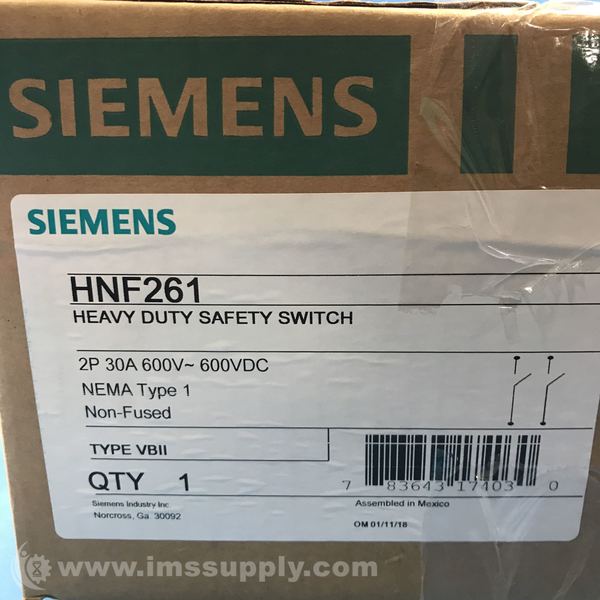 SIEMENS
SIEMENS
HNF261
HEAVY DUTY SAFETY SWITCH
2P 30A 600V~ 600VDC
NEMA Type 1
Non-Fused
TYPE VBII
QTY 1
7 83643 17403 0
Siemens Industry Inc.
Norcross, Ga 30092
Assembled in Mexico
OM 01/11/18
www.imssupply.com